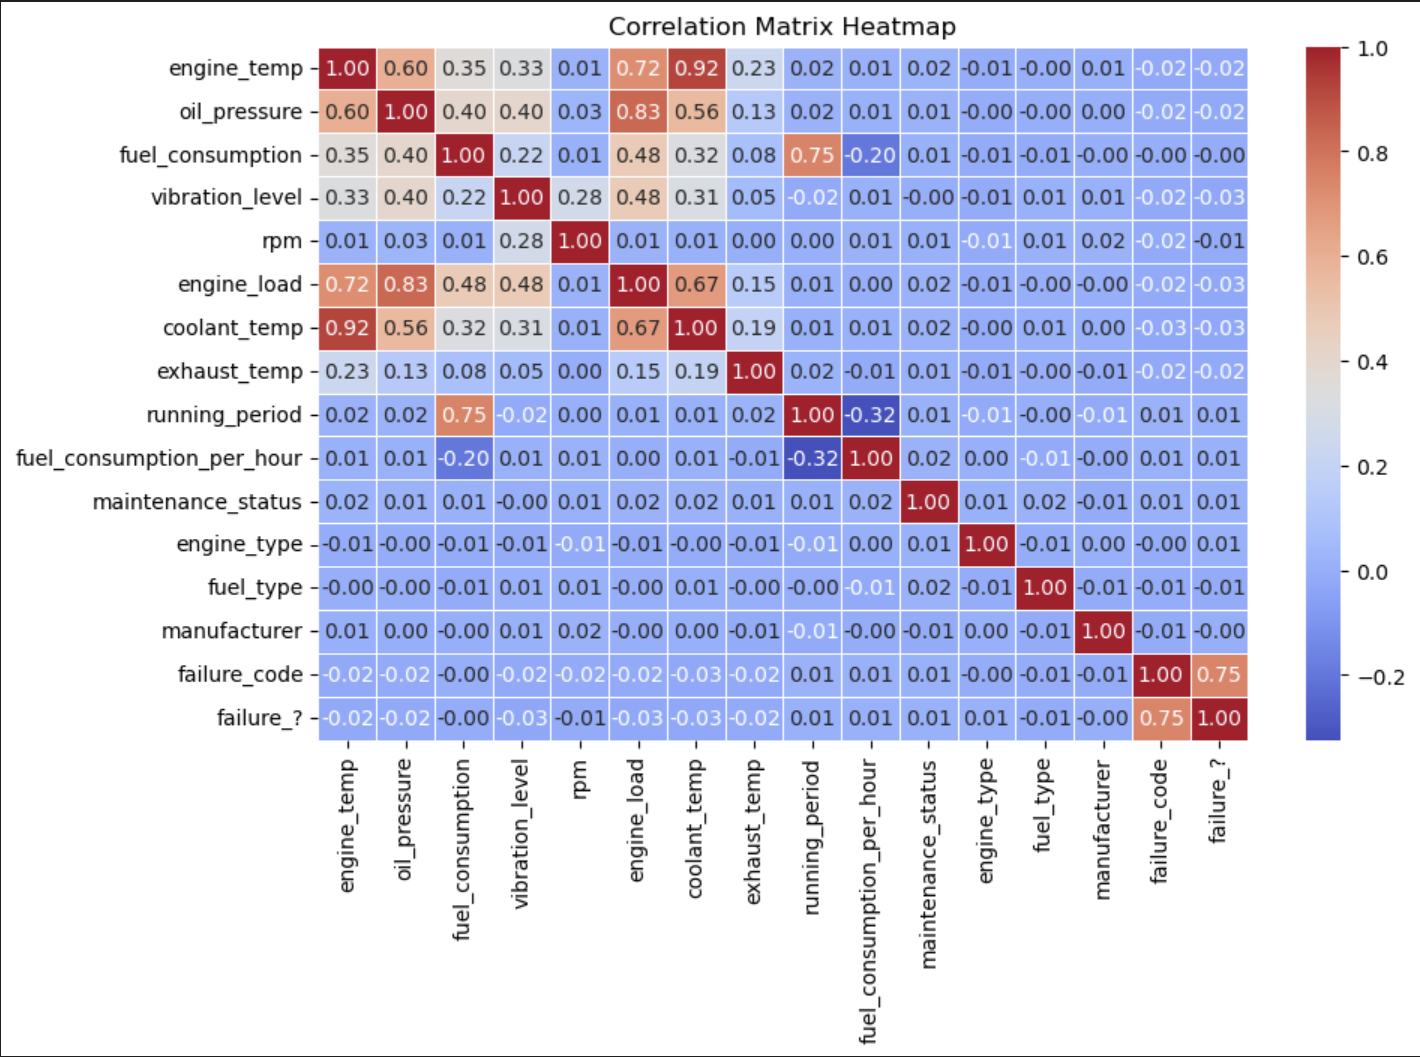 Correlation Matrix Heatmap
engine_temp 1.00 0.60 0.35 0.33 0.01 0.72 0.92 0.23 0.02 0.01 0.02 -0.01 -0.00 0.01 -0.02 -0.02
oil_pressure 0.60 1.00 0.40 0.40 0.03 0.83 0.56 0.13 0.02 0.01 0.01 -0.00 -0.00 0.00 -0.02 -0.02
fuel_consumption 0.35 0.40 1.00 0.22 0.01 0.48 0.32 0.08 0.75 -0.20 0.01 -0.01 -0.01 -0.00 -0.00 -0.00
vibration_level 0.33 0.40 0.22 1.00 0.28 0.48 0.31 0.05 -0.02 0.01 -0.00 -0.01 0.01 0.01 -0.02 -0.03
rpm 0.01 0.03 0.01 0.28 1.00 0.01 0.01 0.00 0.00 0.01 0.01 -0.01 0.01 0.02 -0.02 -0.01
engine_load 0.72 0.83 0.48 0.48 0.01 1.00 0.67 0.15 0.01 0.00 0.02 -0.01 -0.00 -0.00 -0.02 -0.03
coolant_temp 0.92 0.56 0.32 0.31 0.01 0.67 1.00 0.19 0.01 0.01 0.02 -0.00 0.01 0.00 -0.03 -0.03
exhaust_temp 0.23 0.13 0.08 0.05 0.00 0.15 0.19 1.00 0.02 -0.01 0.01 -0.01 -0.00 -0.01 -0.02 -0.02
running_period 0.02 0.02 0.75 -0.02 0.00 0.01 0.01 0.02 1.00 -0.32 0.01 -0.01 -0.00 -0.01 0.01 0.01
fuel_consumption_per_hour 0.01 0.01 -0.20 0.01 0.01 0.00 0.01 -0.01 -0.32 1.00 0.02 0.00 -0.01 -0.00 0.01 0.01
maintenance_status 0.02 0.01 0.01 -0.00 0.01 0.02 0.02 0.01 0.01 0.02 1.00 0.01 0.02 -0.01 0.01 0.01
engine_type -0.01 -0.00 -0.01 -0.01 -0.01 -0.01 -0.00 -0.01 -0.01 0.00 0.01 1.00 -0.01 0.00 -0.00 0.01
fuel_type -0.00 -0.00 -0.01 0.01 0.01 -0.00 0.01 -0.00 -0.00 -0.01 0.02 -0.01 1.00 -0.01 -0.01 -0.01
manufacturer 0.01 0.00 -0.00 0.01 0.02 -0.00 0.00 -0.01 -0.01 -0.00 -0.01 0.00 -0.01 1.00 -0.01 -0.00
failure_code -0.02 -0.02 -0.00 -0.02 -0.02 -0.02 -0.03 -0.02 0.01 0.01 0.01 -0.00 -0.01 -0.01 1.00 0.75
failure_? -0.02 -0.02 -0.00 -0.03 -0.01 -0.03 -0.03 -0.02 0.01 0.01 0.01 0.01 -0.01 -0.00 0.75 1.00
engine_temp
oil_pressure
fuel_consumption
vibration_level
rpm
engine_load
coolant_temp
exhaust_temp
running_period
fuel_consumption_per_hour
maintenance_status
engine_type
fuel_type
manufacturer
failure_code
failure_?
1.0
0.8
0.6
0.4
0.2
0.0
−0.2